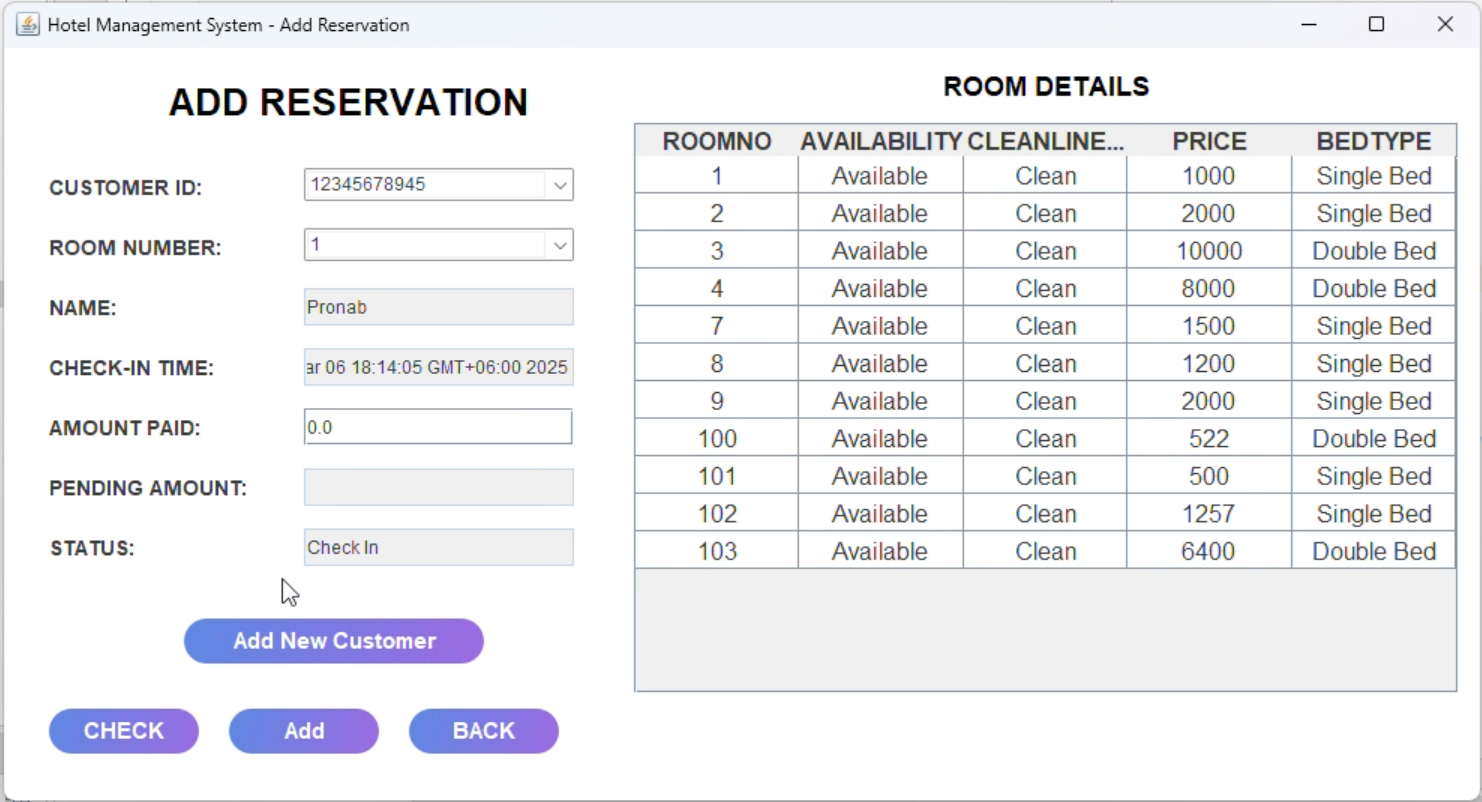 Hotel Management System - Add Reservation
ADD RESERVATION
CUSTOMER ID: 12345678945
ROOM NUMBER: 1
NAME: Pronab
CHECK-IN TIME: ar 06 18:14:05 GMT+06:00 2025
AMOUNT PAID: 0.0
PENDING AMOUNT:
STATUS: Check In
Add New Customer
CHECK Add BACK
ROOM DETAILS
ROOMNO AVAILABILITY CLEANLINE... PRICE BEDTYPE
1 Available Clean 1000 Single Bed
2 Available Clean 2000 Single Bed
3 Available Clean 10000 Double Bed
4 Available Clean 8000 Double Bed
7 Available Clean 1500 Single Bed
8 Available Clean 1200 Single Bed
9 Available Clean 2000 Single Bed
100 Available Clean 522 Double Bed
101 Available Clean 500 Single Bed
102 Available Clean 1257 Single Bed
103 Available Clean 6400 Double Bed